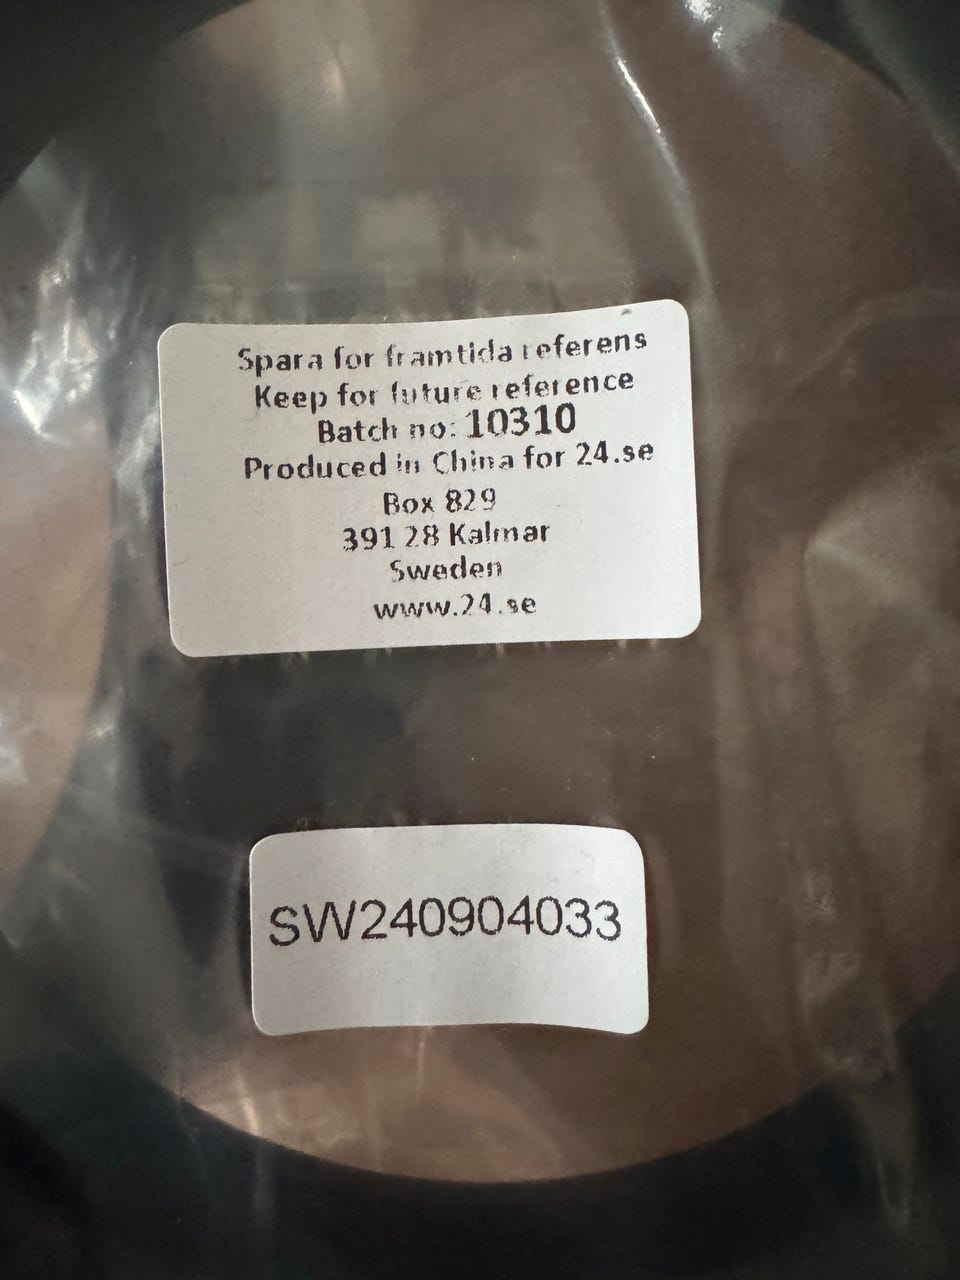 Spara for framtida referens
Keep for future reference
Batch no: 10310
Produced in China for 24.se
Box 829
391 28 Kalmar
Sweden
www.24.se
SW240904033